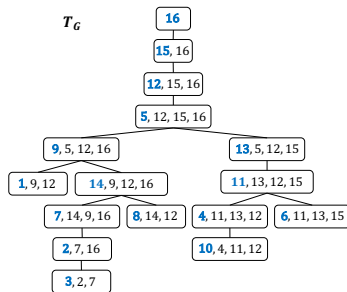 T_G
16
15, 16
12, 15, 16
5, 12, 15, 16
9, 5, 12, 16
13, 5, 12, 15
1, 9, 12
14, 9, 12, 16
11, 13, 12, 15
7, 14, 9, 16
8, 14, 12
4, 11, 13, 12
6, 11, 13, 15
2, 7, 16
10, 4, 11, 12
3, 2, 7